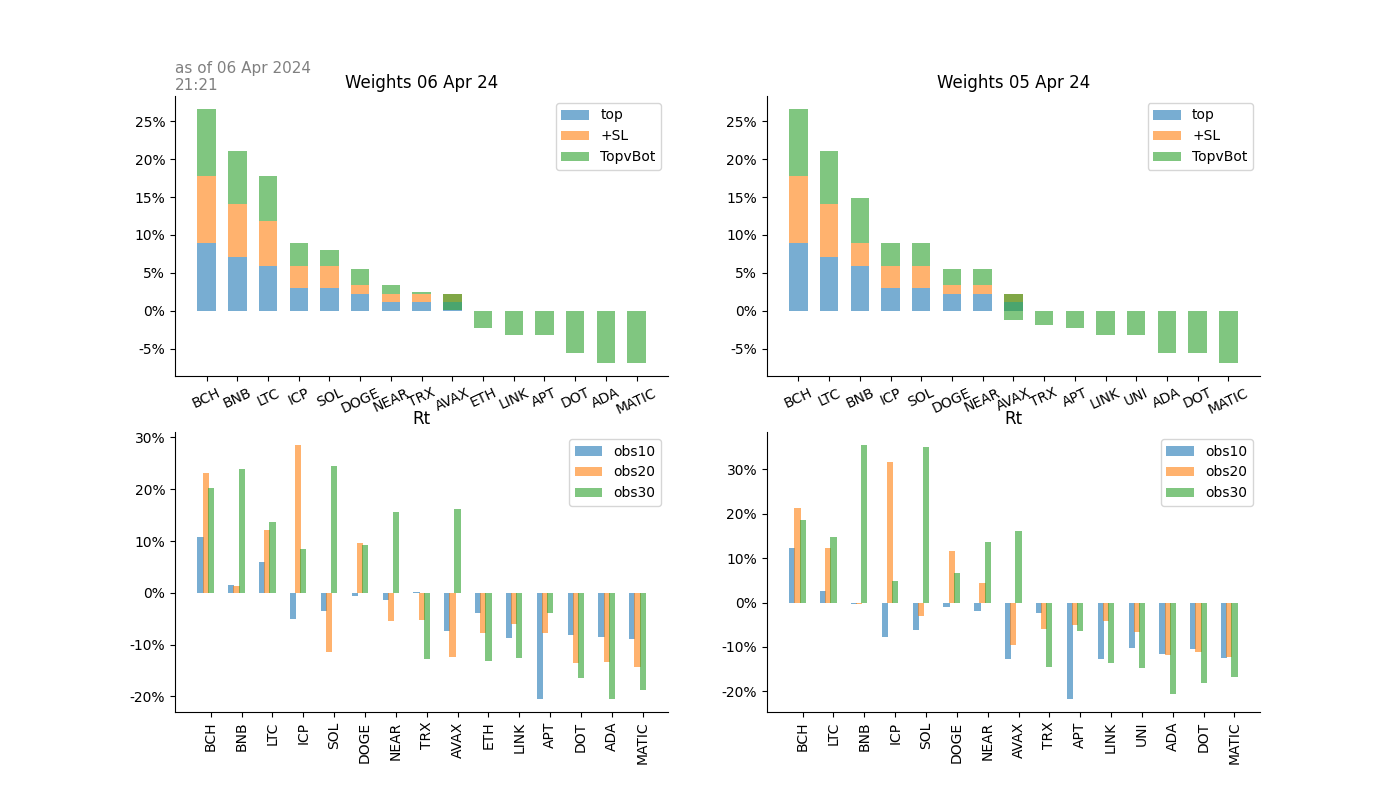 as of 06 Apr 2024
21:21
Weights 06 Apr 24
25%
20%
15%
10%
5%
0%
-5%
top
+SL
TopvBot
BCH BNB LTC ICP SOL DOGE NEAR TRX AVAX ETH LINK APT DOT ADA MATIC
Weights 05 Apr 24
25%
20%
15%
10%
5%
0%
-5%
top
+SL
TopvBot
BCH LTC BNB ICP SOL DOGE NEAR AVAX TRX APT LINK UNI ADA DOT MATIC
Rt
30%
20%
10%
0%
-10%
-20%
obs10
obs20
obs30
BCH BNB LTC ICP SOL DOGE NEAR TRX AVAX ETH LINK APT DOT ADA MATIC
Rt
30%
20%
10%
0%
-10%
-20%
obs10
obs20
obs30
BCH LTC BNB ICP SOL DOGE NEAR AVAX TRX APT LINK UNI ADA DOT MATIC